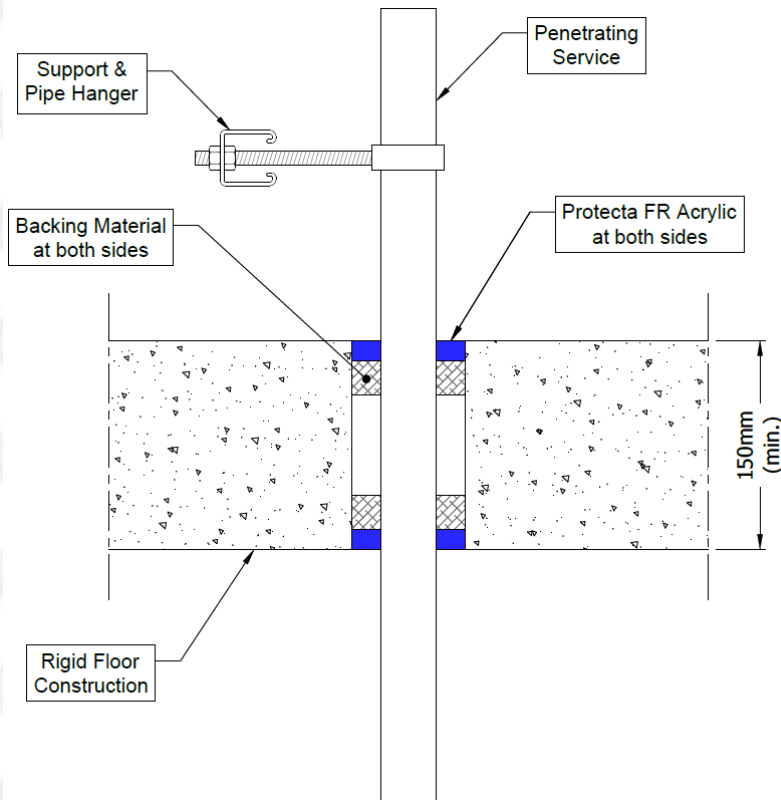 Penetrating
Service
Support &
Pipe Hanger
Backing Material
at both sides
Protecta FR Acrylic
at both sides
150mm
(min.)
Rigid Floor
Construction